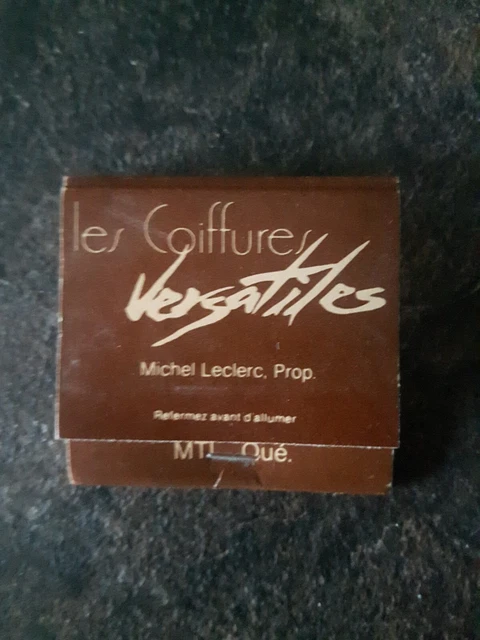 les Coiffures
Versatiles
Michel Leclerc, Prop.
Refermez avant d'allumer
MTL Qué.